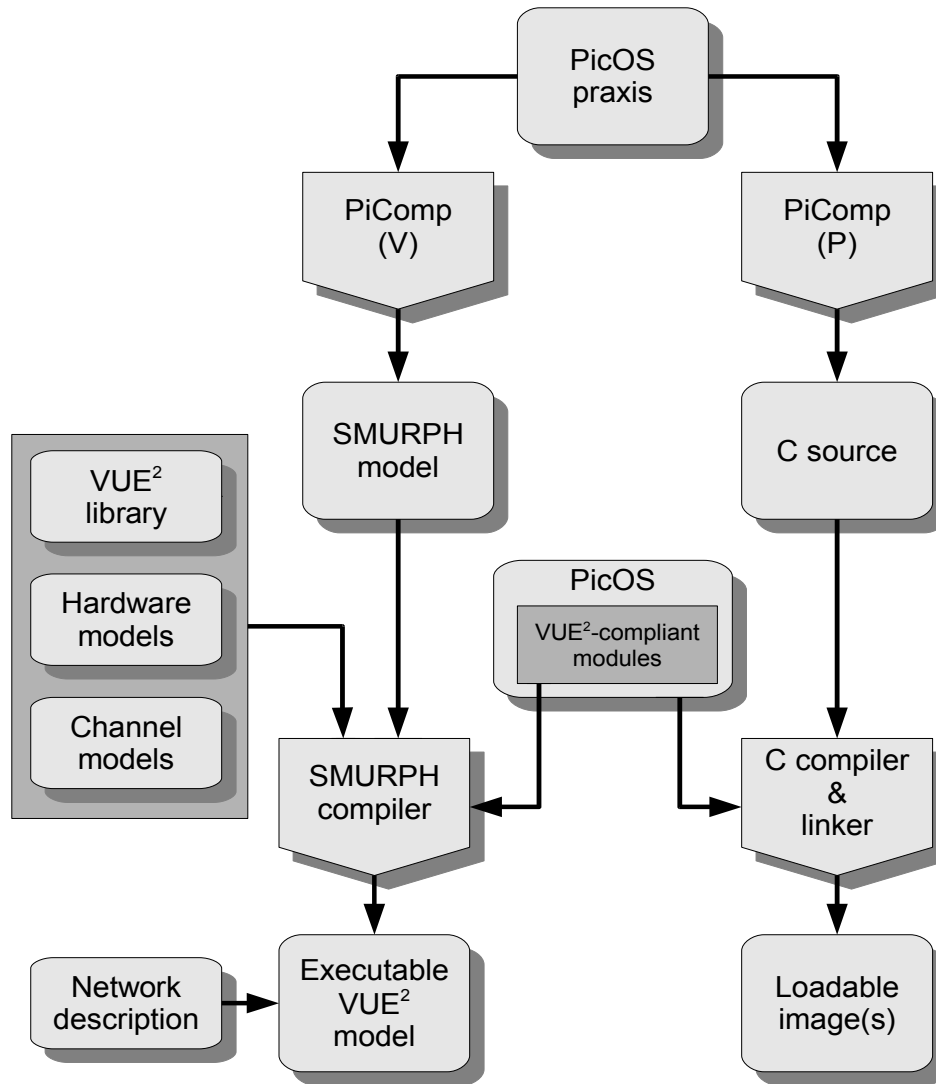 PicOS
praxis
PiComp
(V)
PiComp
(P)
SMURPH
model
C source
VUE²
library
Hardware
models
Channel
models
PicOS
VUE²-compliant
modules
SMURPH
compiler
C compiler
&
linker
Network
description
Executable
VUE²
model
Loadable
image(s)